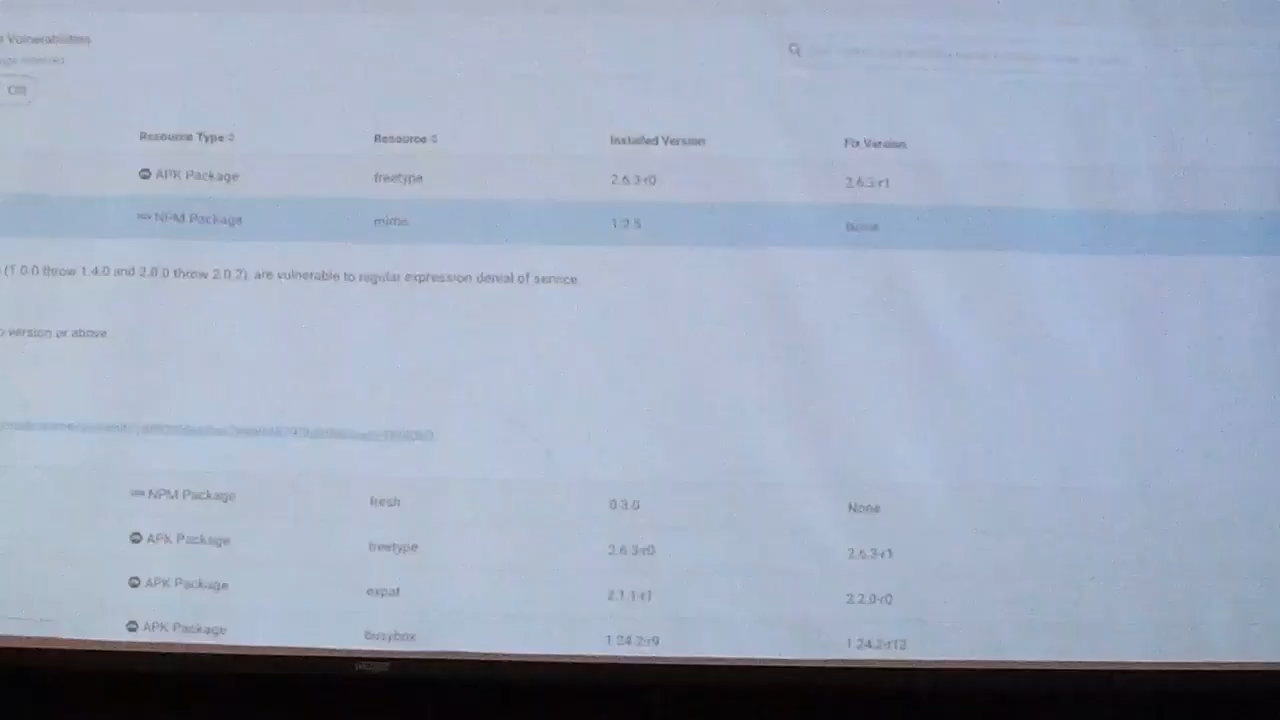 Vulnerabilities
Resource Type Resource Installed Version Fix Version
APK Package freetype 2.6.3-r0 2.6.3-r1
NPM Package mime 1.2.5 None
(1.0.0 throw 1.4.0 and 2.0.0 throw 2.0.2), are vulnerable to regular expression denial of service.
version or above
NPM Package fresh 0.3.0 None
APK Package freetype 2.6.3-r0 2.6.3-r1
APK Package expat 2.1.1-r1 2.2.0-r0
APK Package busybox 1.24.2-r9 1.24.2-r12